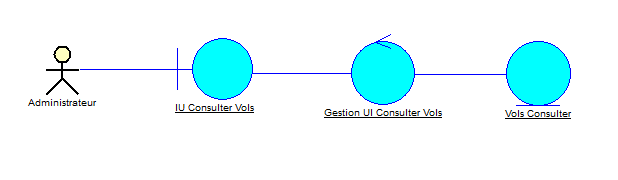 Administrateur
IU Consulter Vols
Gestion UI Consulter Vols
Vols Consulter